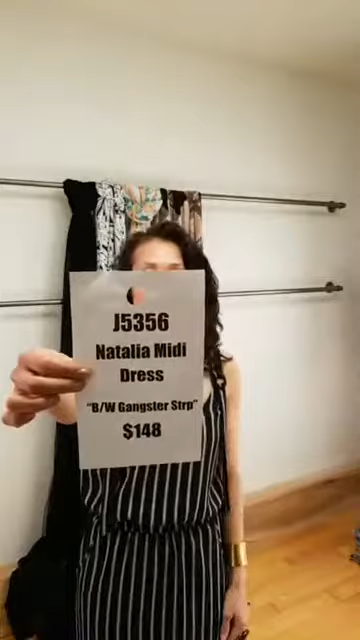 J5356
Natalia Midi
Dress
"B/W Gangster Strp"
$148